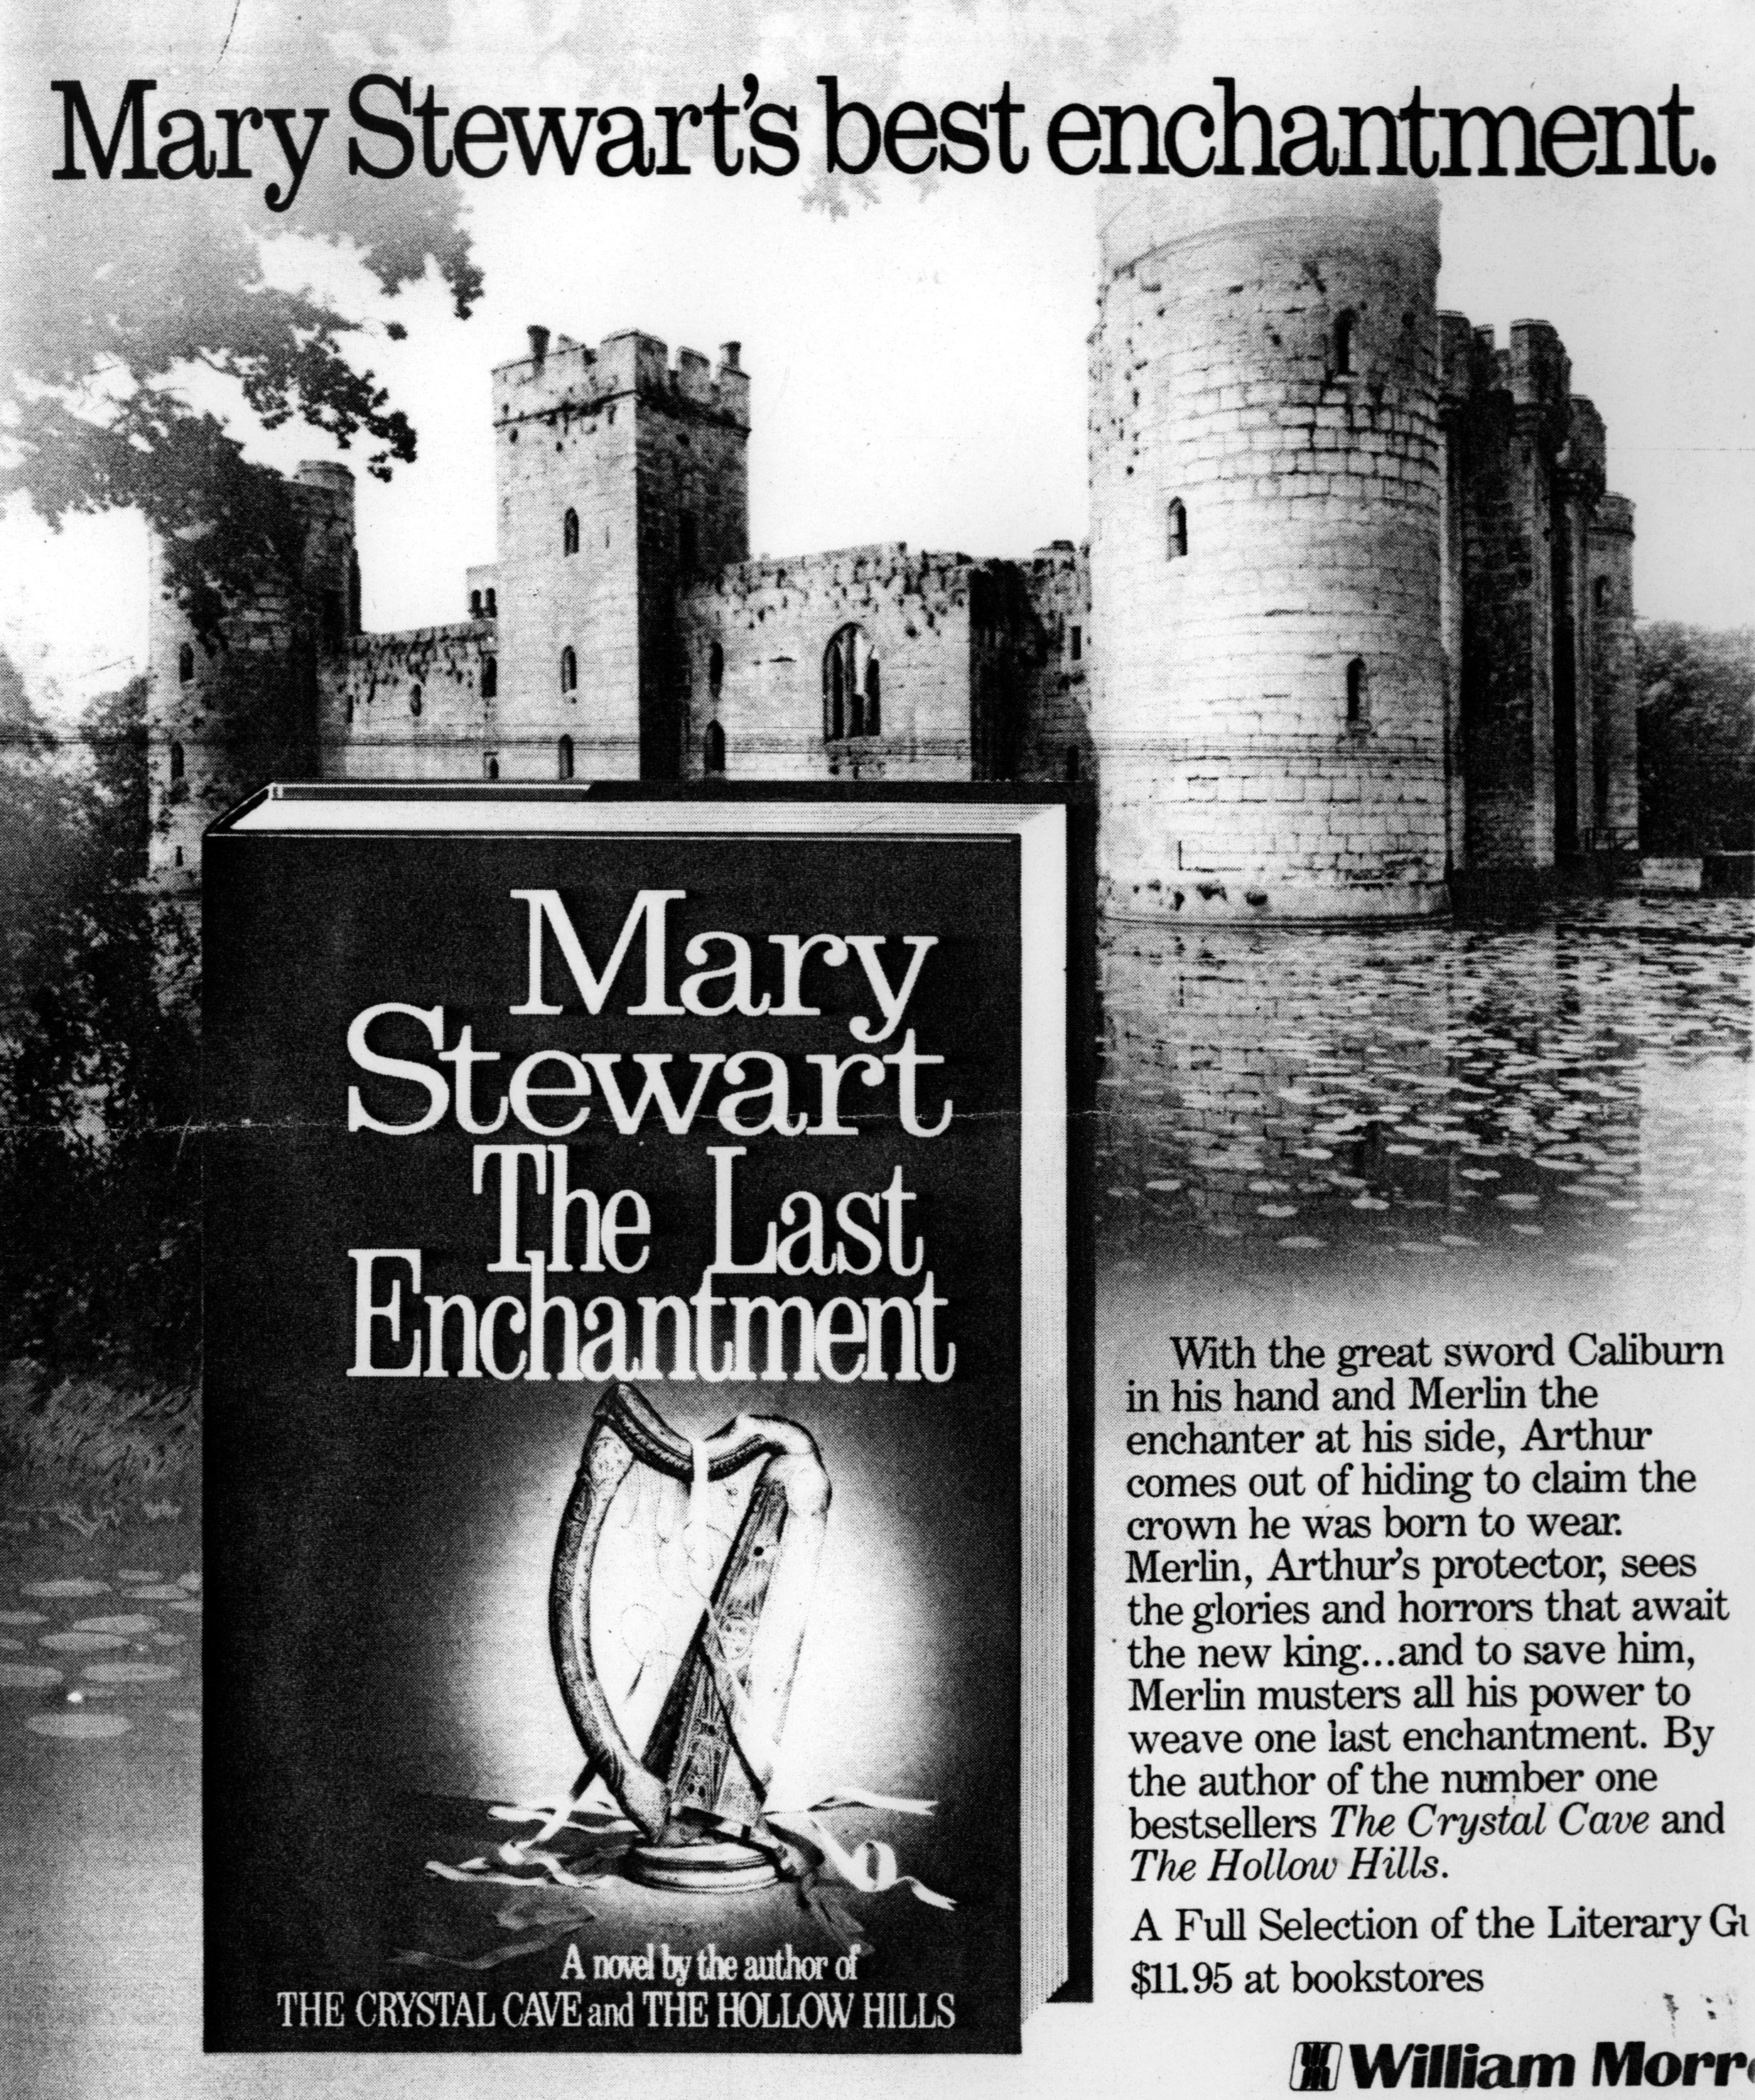 Mary Stewart's best enchantment.
Mary
Stewart
The Last
Enchantment
A novel by the author of
THE CRYSTAL CAVE and THE HOLLOW HILLS
With the great sword Caliburn
in his hand and Merlin the
enchanter at his side, Arthur
comes out of hiding to claim the
crown he was born to wear.
Merlin, Arthur's protector, sees
the glories and horrors that await
the new king...and to save him,
Merlin musters all his power to
weave one last enchantment. By
the author of the number one
bestsellers The Crystal Cave and
The Hollow Hills.
A Full Selection of the Literary
$11.95 at bookstores
William